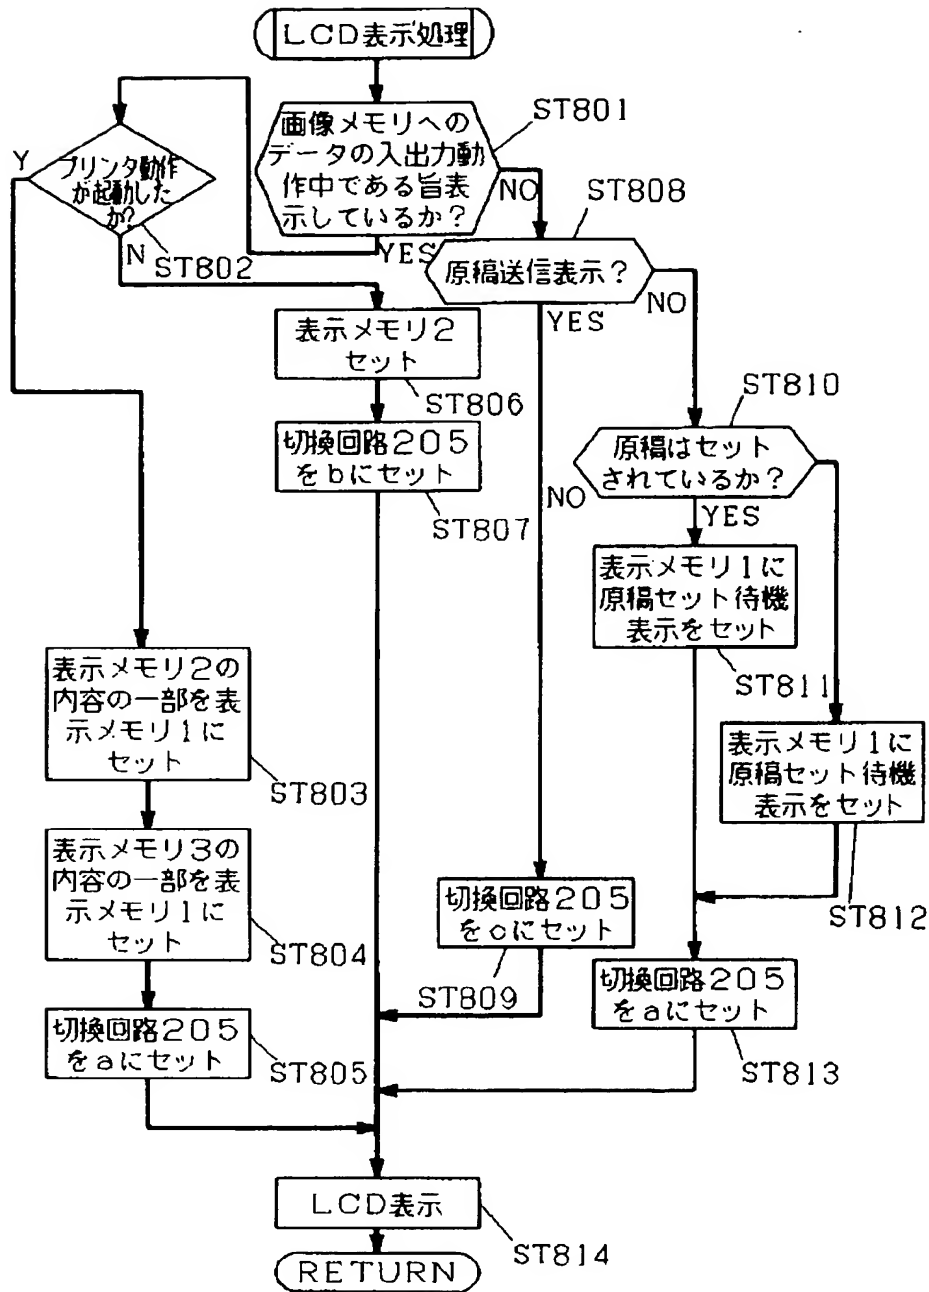 LCD表示処理
画像メモリへの
データの入出力動
作中である旨表
示しているか?
ST801
NO
YES
Y
プリンタ動作
が起動した
か?
N
ST802
ST808
原稿送信表示?
NO
YES
表示メモリ2
セット
ST806
切換回路205
をbにセット
ST807
ST810
原稿はセット
されているか?
NO
YES
表示メモリ1に
原稿セット待機
表示をセット
ST811
表示メモリ2の
内容の一部を表
示メモリ1に
セット
ST803
表示メモリ1に
原稿セット待機
表示をセット
ST812
表示メモリ3の
内容の一部を表
示メモリ1に
セット
ST804
切換回路205
をcにセット
ST809
切換回路205
をaにセット
ST813
切換回路205
をaにセット
ST805
LCD表示
ST814
RETURN